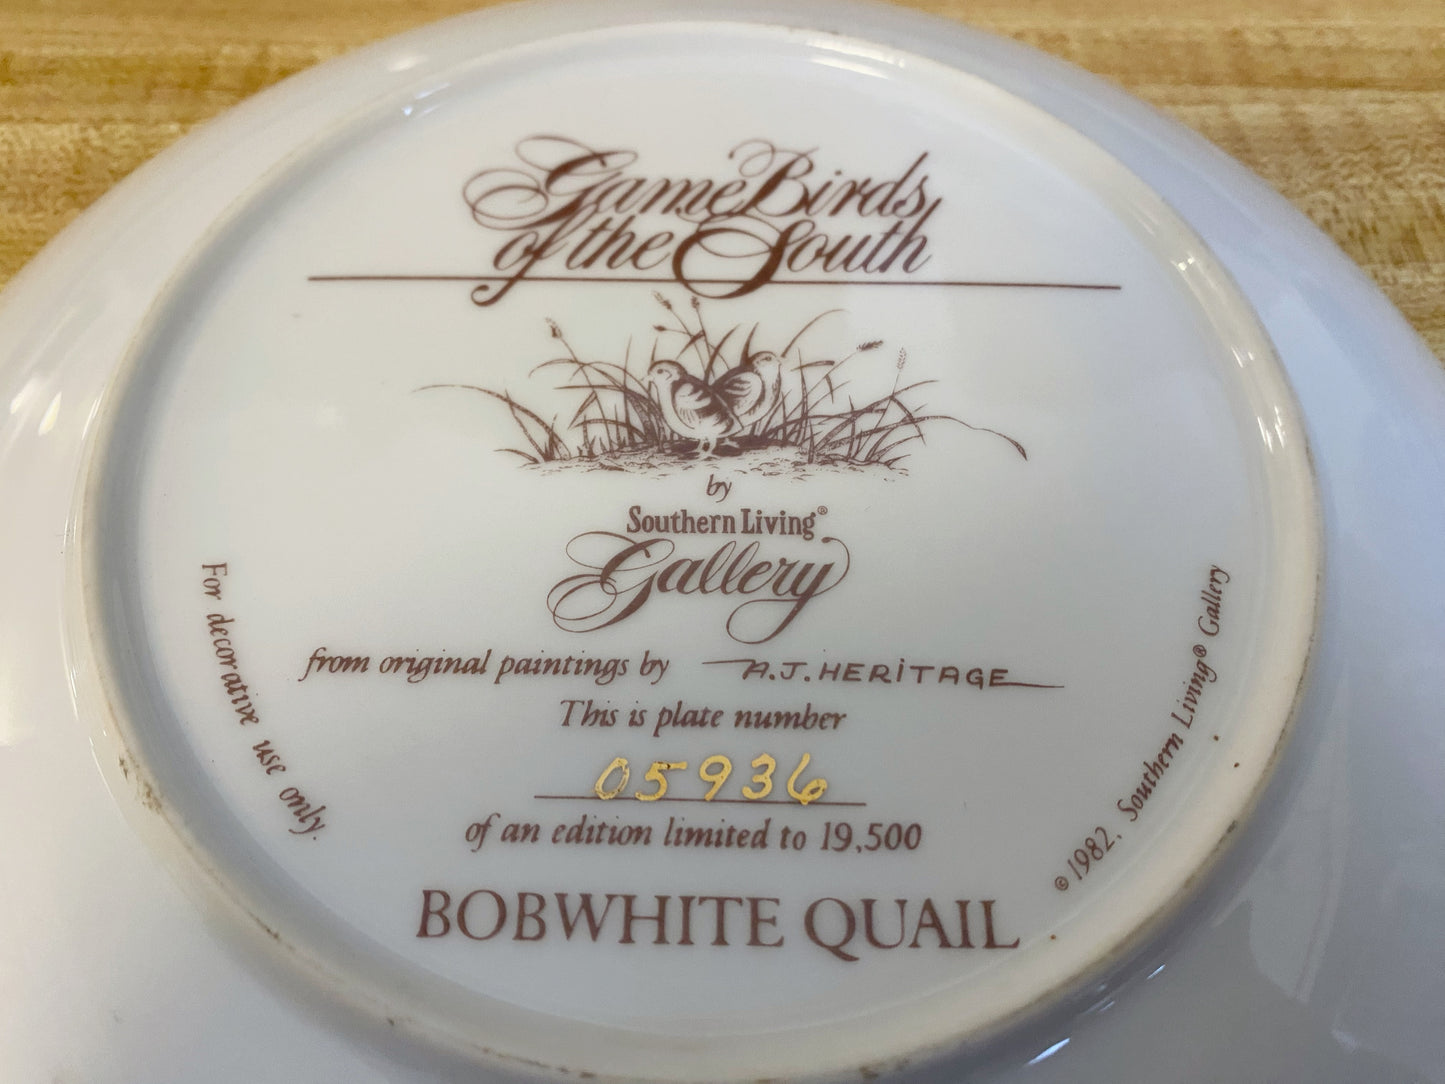 Game Birds
of the South
by
Southern Living®
Gallery
from original paintings by A.J. HERITAGE
This is plate number
05936
of an edition limited to 19,500
BOBWHITE QUAIL
For decorative use only.
© 1982, Southern Living® Gallery